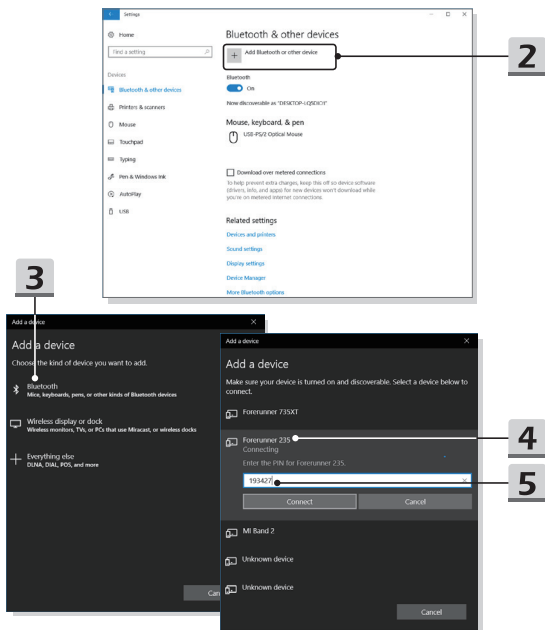 Settings
Home
Find a setting
Devices
Bluetooth & other devices
Printers & scanners
Mouse
Touchpad
Typing
Pen & Windows Ink
AutoPlay
USB
Bluetooth & other devices
Add Bluetooth or other device
Bluetooth
On
Now discoverable as "DESKTOP-LQ5DIO1"
Mouse, keyboard, & pen
USB-PS/2 Optical Mouse
Download over metered connections
To help prevent extra charges, keep this off so device software
(drivers, info, and apps) for new devices won't download while
you're on metered Internet connections.
Related settings
Devices and printers
Sound settings
Display settings
Device Manager
More Bluetooth options
2
3
Add a device
Add a device
Choose the kind of device you want to add.
Bluetooth
Mice, keyboards, pens, or other kinds of Bluetooth devices
Wireless display or dock
Wireless monitors, TVs, or PCs that use Miracast, or wireless docks
Everything else
DLNA, DIAL, POS, and more
Can
Add a device
Add a device
Make sure your device is turned on and discoverable. Select a device below to
connect.
Forerunner 735XT
Forerunner 235
Connecting
Enter the PIN for Forerunner 235.
193427
Connect
Cancel
MI Band 2
Unknown device
Unknown device
Cancel
4
5